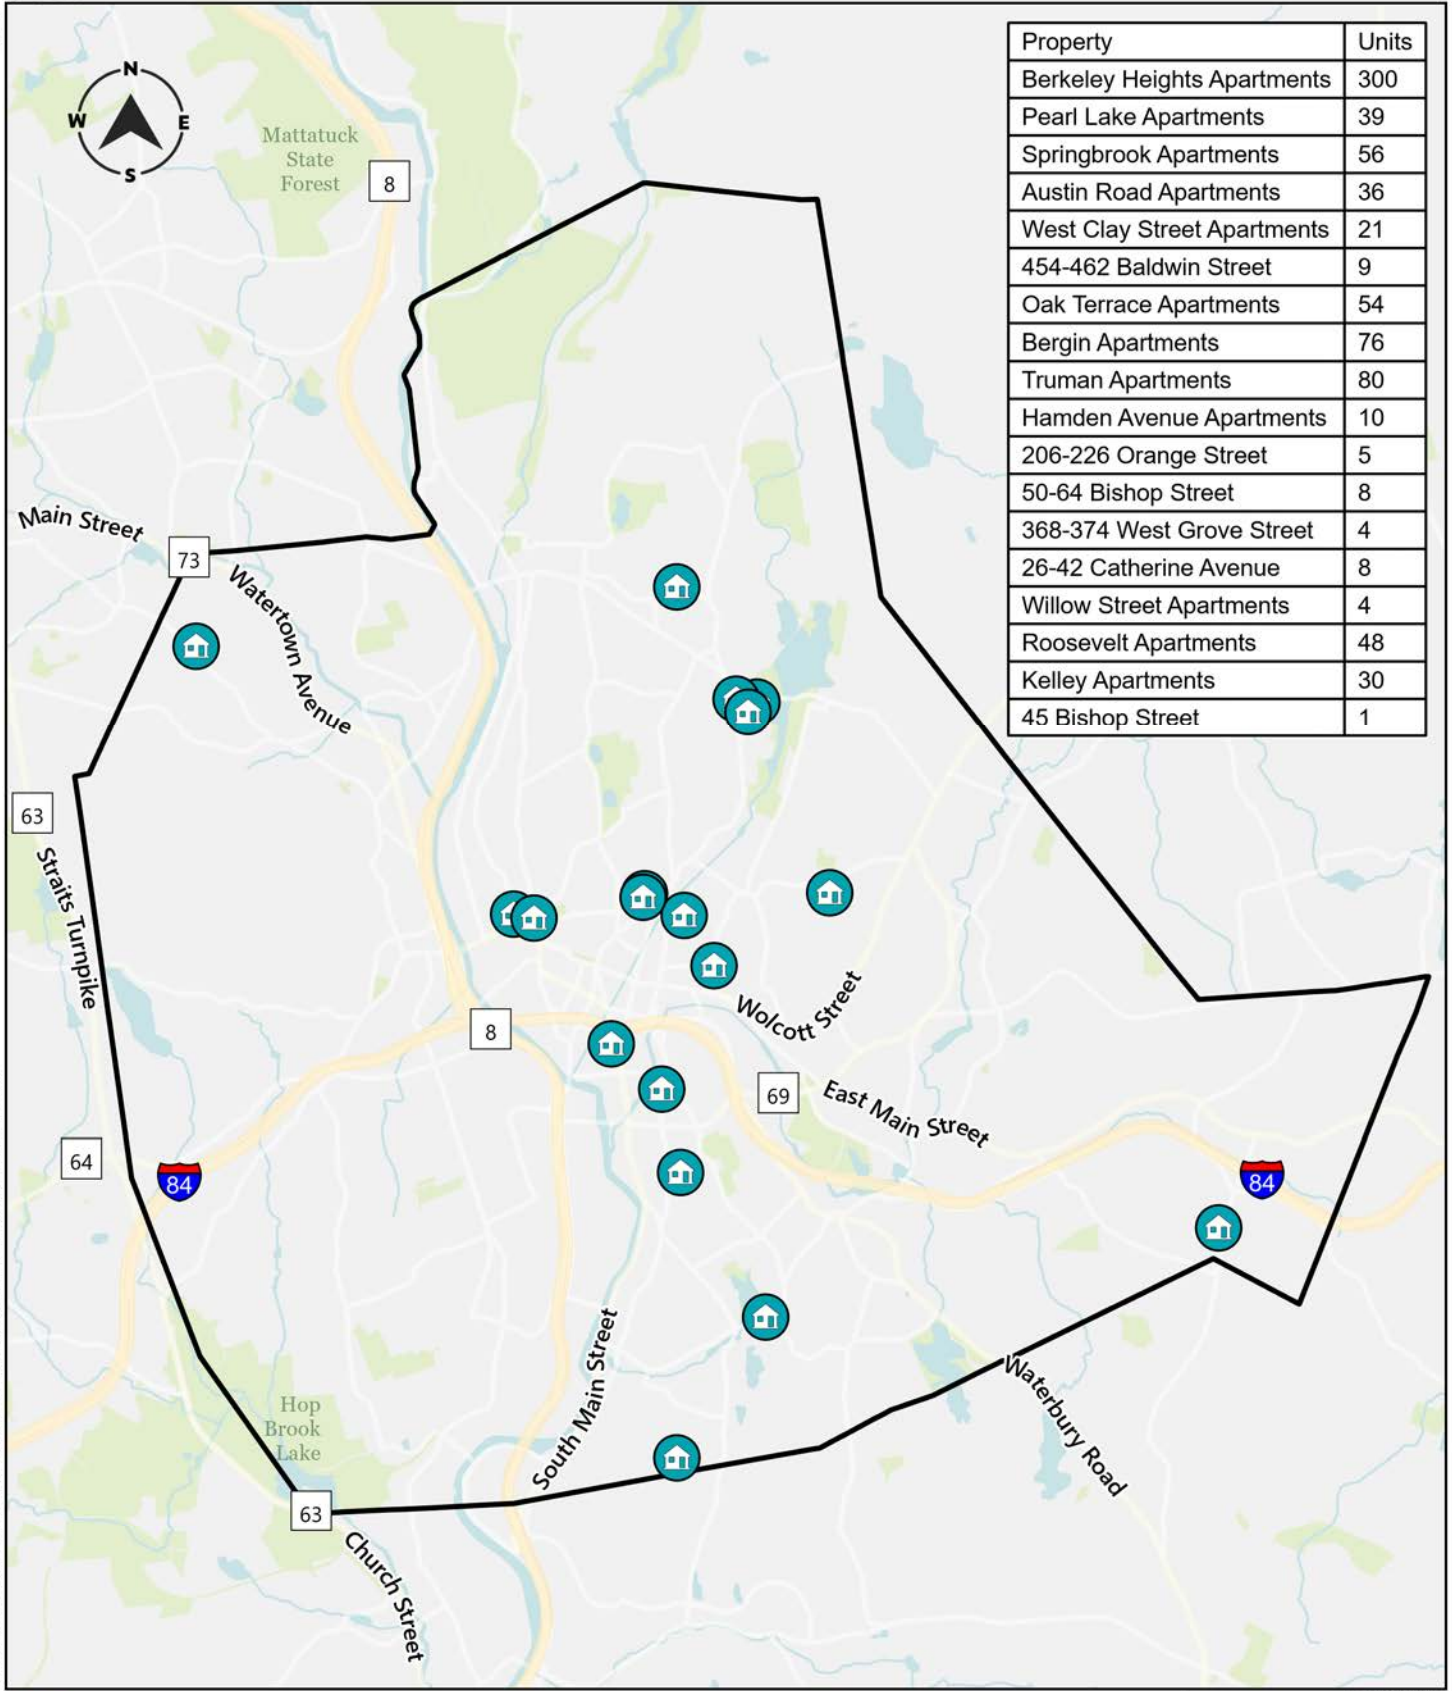 N
W E
S
Mattatuck
State
Forest
8
Property Units
Berkeley Heights Apartments 300
Pearl Lake Apartments 39
Springbrook Apartments 56
Austin Road Apartments 36
West Clay Street Apartments 21
454-462 Baldwin Street 9
Oak Terrace Apartments 54
Bergin Apartments 76
Truman Apartments 80
Hamden Avenue Apartments 10
206-226 Orange Street 5
50-64 Bishop Street 8
368-374 West Grove Street 4
26-42 Catherine Avenue 8
Willow Street Apartments 4
Roosevelt Apartments 48
Kelley Apartments 30
45 Bishop Street 1
Main Street
73
Watertown Avenue
63
Straits Turnpike
Wolcott Street
8
69
East Main Street
64
84
84
South Main Street
Waterbury Road
Hop
Brook
Lake
63
Church Street